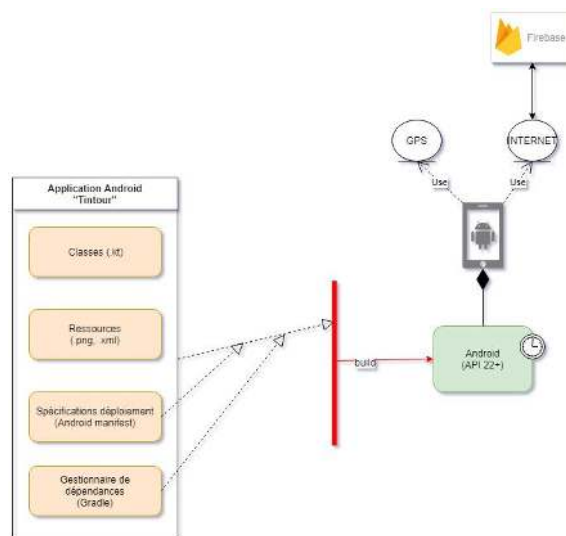 Firebase
GPS
INTERNET
Use
Use
Application Android
"Tintour"
Classes (.kt)
Ressources
(.png, .xml)
Spécifications déploiement
(Android manifest)
Gestionnaire de
dépendances
(Gradle)
build
Android
(API 22+)